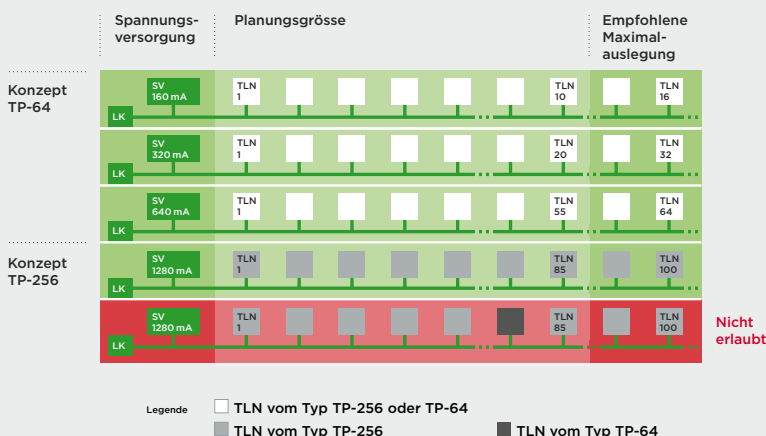 Spannungs-
versorgung
Planungsgrösse
Empfohlene
Maximal-
auslegung
Konzept
TP-64
SV
160 mA
TLN
1
TLN
10
TLN
16
LK
SV
320 mA
TLN
1
TLN
20
TLN
32
LK
SV
640 mA
TLN
1
TLN
55
TLN
64
LK
Konzept
TP-256
SV
1280 mA
TLN
1
TLN
85
TLN
100
LK
SV
1280 mA
TLN
1
TLN
85
TLN
100
LK
Nicht
erlaubt
Legende
TLN vom Typ TP-256 oder TP-64
TLN vom Typ TP-256
TLN vom Typ TP-64